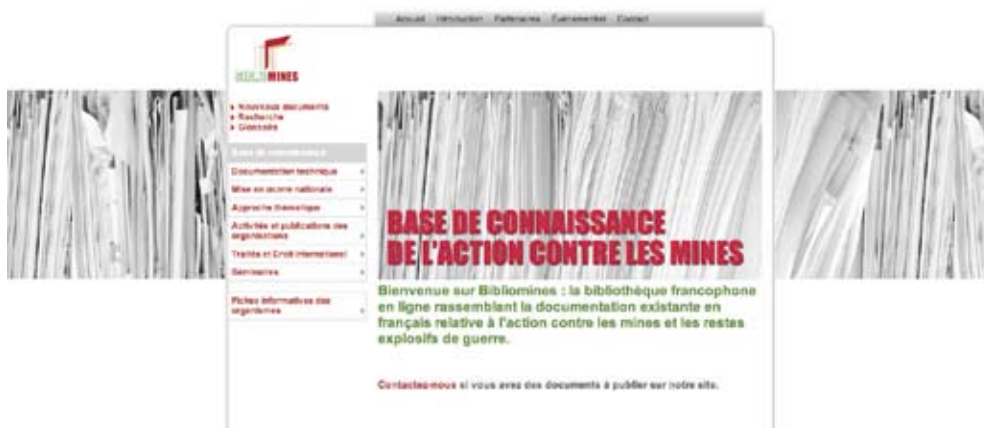 Accueil Introduction Partenaires Evénementiel Contact
BIBLIOMINES
Nouveaux documents
Recherche
Glossaire
Base de connaissance
Documentation technique
Mise en œuvre nationale
Approche thématique
Activités et publications des
organisations
Traités et Droit international
Séminaires
Fiches informatives des
organismes
BASE DE CONNAISSANCE
DE L'ACTION CONTRE LES MINES
Bienvenue sur Bibliomines : la bibliothèque francophone
en ligne rassemblant la documentation existante en
français relative à l'action contre les mines et les restes
explosifs de guerre.
Contactez-nous si vous avez des documents à publier sur notre site.